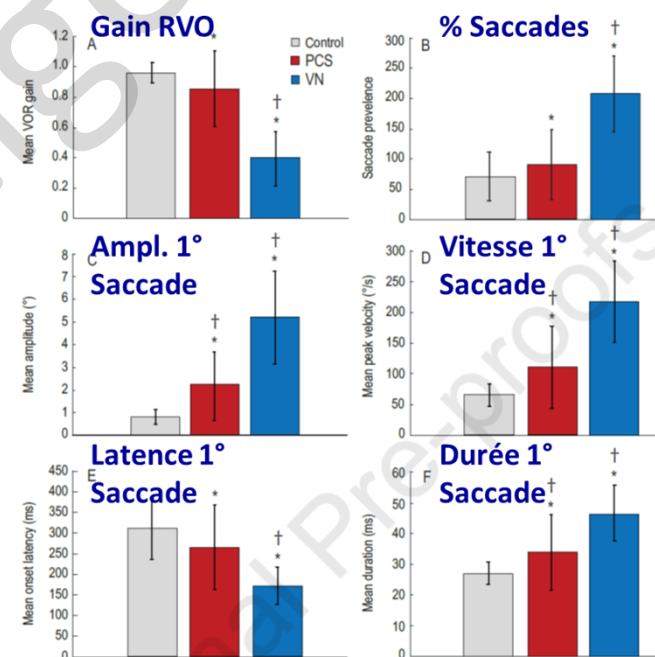 Gain RVO
A
Control
PCS
VN
Mean VOR gain
1.2
1.0
0.8
0.6
0.4
0.2
0
*
†
*
% Saccades
B
Saccade prevelence
300
250
200
150
100
50
0
*
†
*
Ampl. 1°
Saccade
C
Mean amplitude (°)
8
7
6
5
4
3
2
1
0
†
*
†
*
Vitesse 1°
Saccade
D
Mean peak velocity (°/s)
300
250
200
150
100
50
0
†
*
†
*
Latence 1°
Saccade
E
Mean onset latency (ms)
450
400
350
300
250
200
150
100
50
*
†
*
Durée 1°
Saccade
F
Mean duration (ms)
60
50
40
30
20
10
0
†
*
†
*
nal Pre-proofs